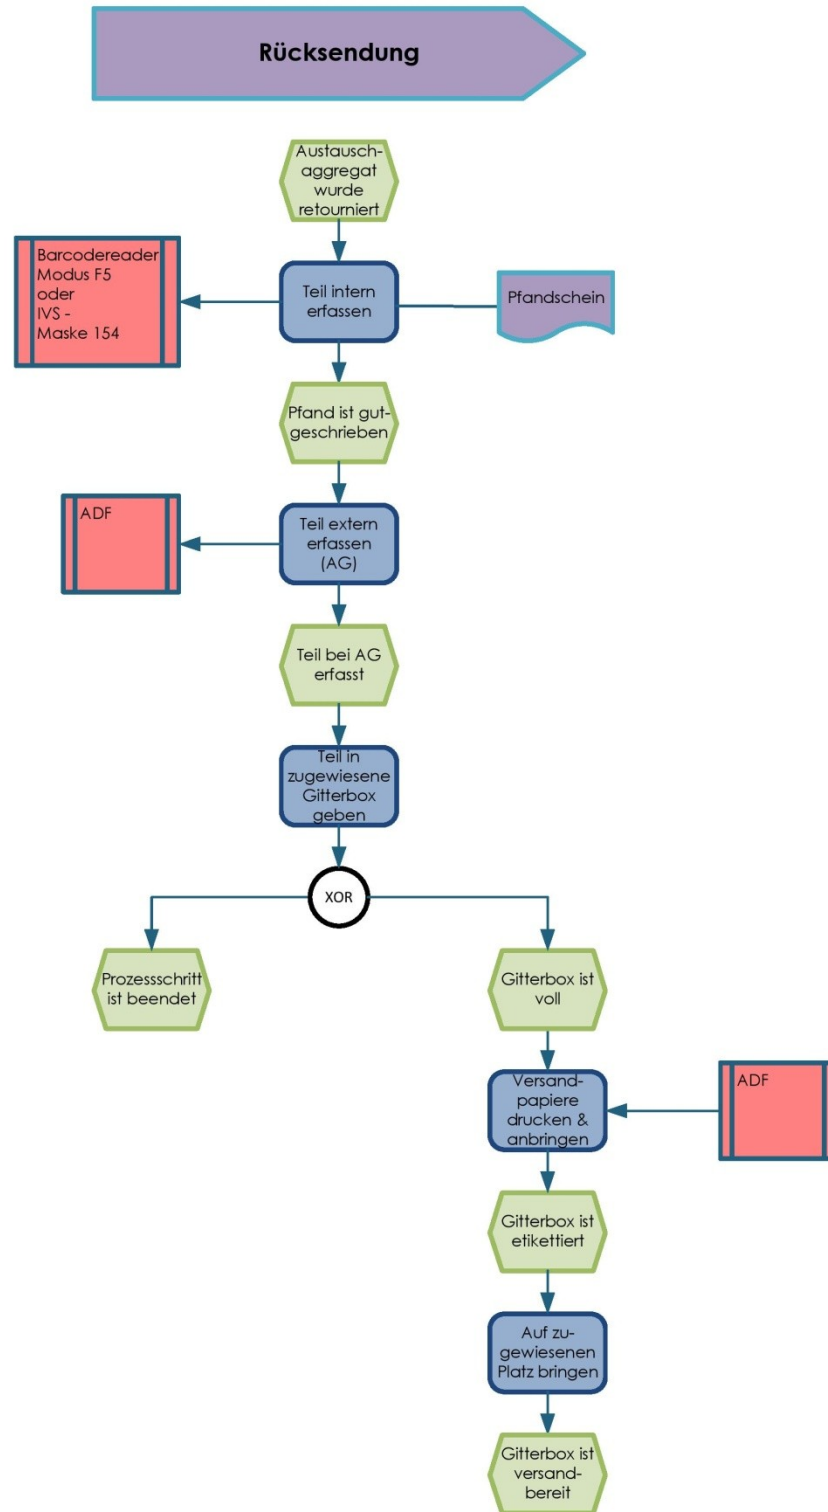 Rücksendung
Austausch-
aggregat
wurde
retourniert
Barcodereader
Modus F5
oder
IVS -
Maske 154
Teil intern
erfassen
Pfandschein
Pfand ist gut-
geschrieben
ADF
Teil extern
erfassen
(AG)
Teil bei AG
erfasst
Teil in
zugewiesene
Gitterbox
geben
XOR
Prozessschritt
ist beendet
Gitterbox ist
voll
Versand-
papiere
drucken &
anbringen
ADF
Gitterbox ist
etikettiert
Auf zu-
gewiesenen
Platz bringen
Gitterbox ist
versand-
bereit